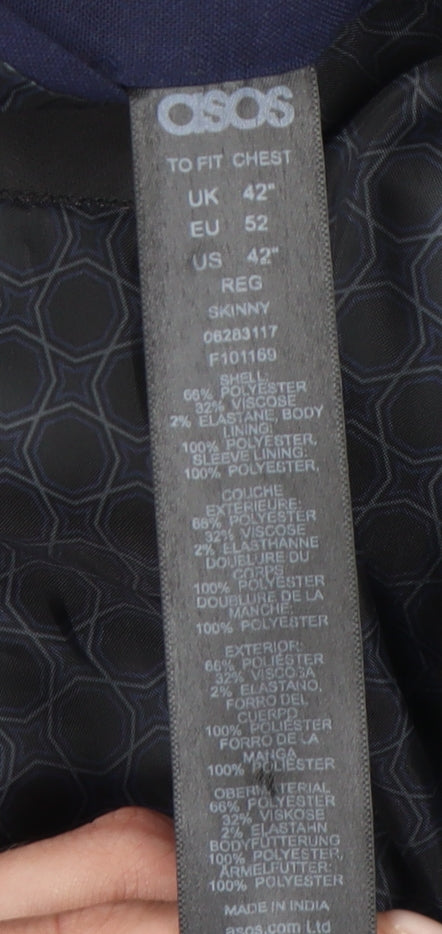 asos
TO FIT CHEST
UK 42"
EU 52
US 42"
REG
SKINNY
06283117
F101169
SHELL:
66% POLYESTER
32% VISCOSE
2% ELASTANE, BODY
LINING:
100% POLYESTER,
SLEEVE LINING:
100% POLYESTER,
COUCHE
EXTERIEURE:
66% POLYESTER
32% VISCOSE
2% ELASTHANNE
DOUBLURE DU
CORPS
100% POLYESTER
DOUBLURE DE LA
MANCHE:
100% POLYESTER
EXTERIOR:
66% POLIÉSTER
32% VISCOSA
2% ELASTANO,
FORRO DEL
CUERPO
100% POLIESTER
FORRO DE LA
MANGA
100% POLIESTER
OBERMATERIAL
66% POLYESTER
32% VISKOSE
2% ELASTAHN
BODYFÜTTERUNG
100% POLYESTER,
ÄRMELFUTTER:
100% POLYESTER
MADE IN INDIA
asos.com Ltd